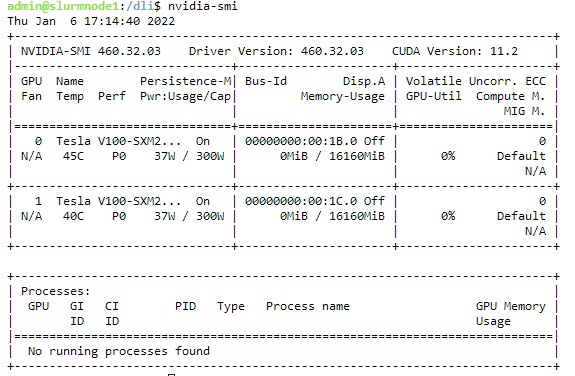 admin@slurmnode1:/dli$ nvidia-smi
Thu Jan  6 17:14:40 2022
+-----------------------------------------------------------------------------+
| NVIDIA-SMI 460.32.03    Driver Version: 460.32.03    CUDA Version: 11.2     |
|-------------------------------+----------------------+----------------------+
| GPU  Name        Persistence-M| Bus-Id        Disp.A | Volatile Uncorr. ECC |
| Fan  Temp  Perf  Pwr:Usage/Cap|         Memory-Usage | GPU-Util  Compute M. |
|                               |                      |               MIG M. |
|===============================+======================+======================|
|   0  Tesla V100-SXM2...  On   | 00000000:00:1B.0 Off |                    0 |
| N/A   45C    P0    37W / 300W |      0MiB / 16160MiB |      0%      Default |
|                               |                      |                  N/A |
+-------------------------------+----------------------+----------------------+
|   1  Tesla V100-SXM2...  On   | 00000000:00:1C.0 Off |                    0 |
| N/A   40C    P0    37W / 300W |      0MiB / 16160MiB |      0%      Default |
|                               |                      |                  N/A |
+-------------------------------+----------------------+----------------------+

+-----------------------------------------------------------------------------+
| Processes:                                                                  |
|  GPU   GI   CI        PID   Type   Process name                  GPU Memory |
|        ID   ID                                                   Usage      |
|=============================================================================|
|  No running processes found                                                 |
+-----------------------------------------------------------------------------+